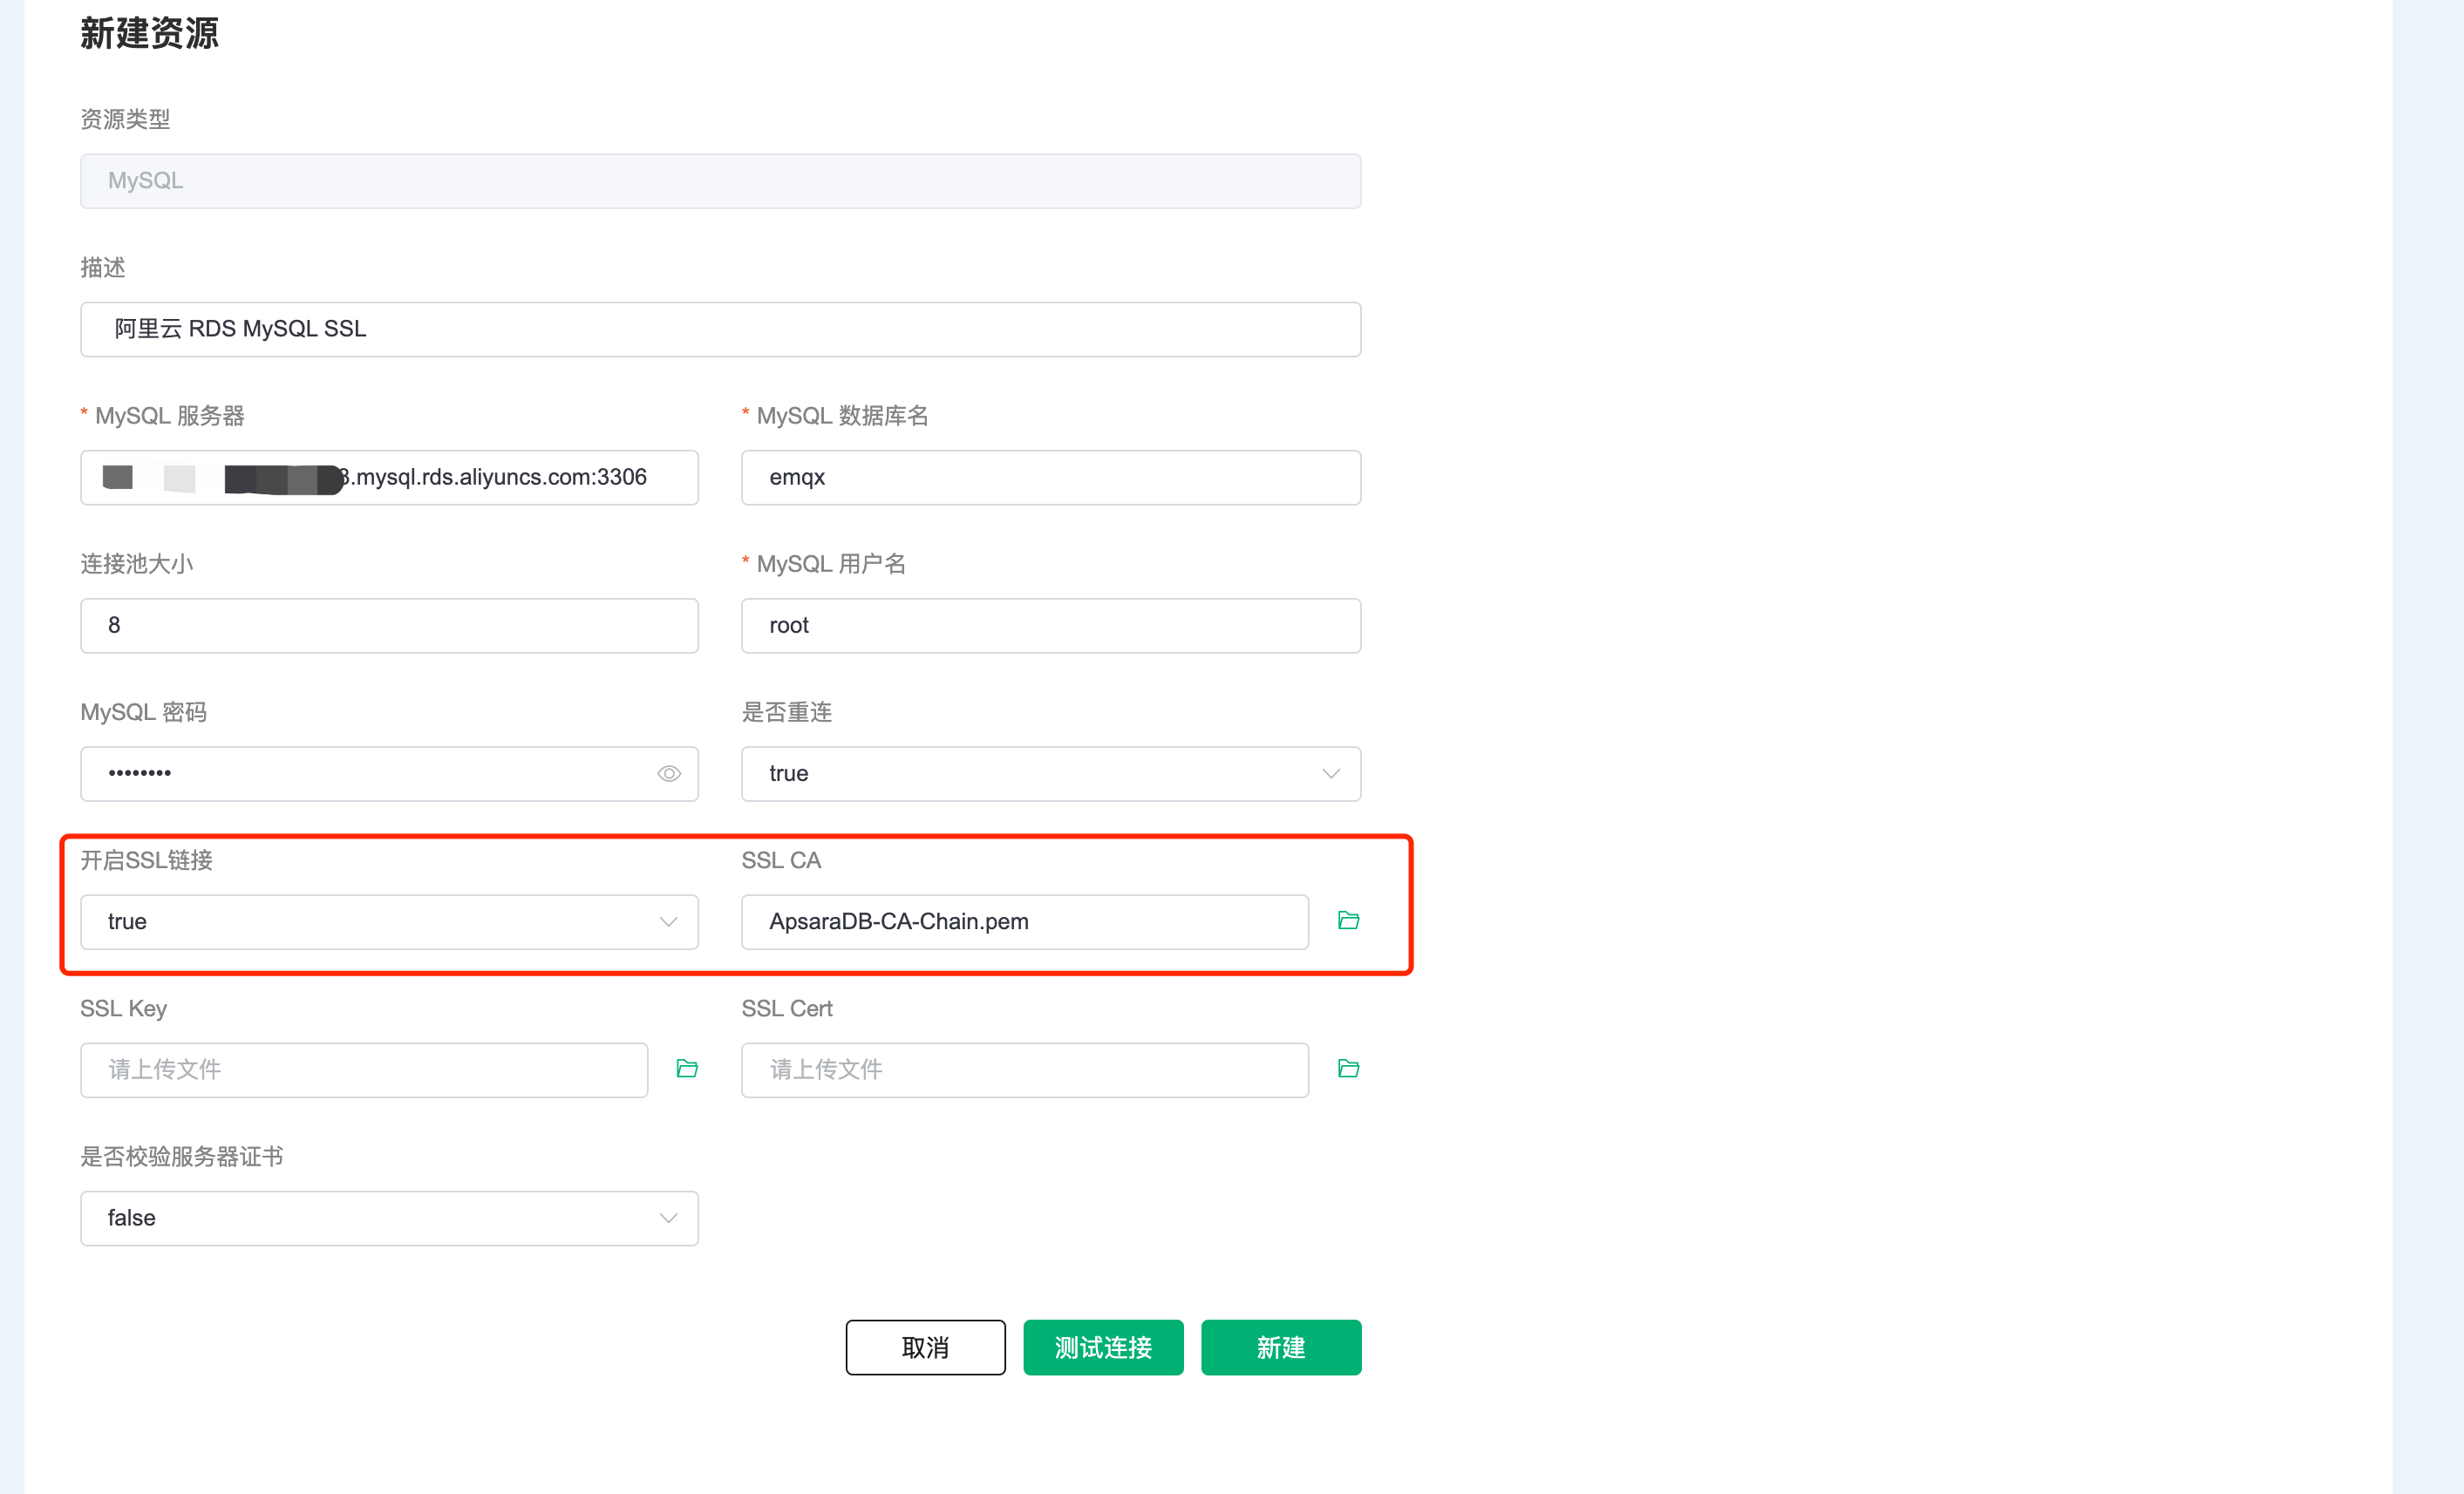 新建资源
资源类型
MySQL
描述
阿里云 RDS MySQL SSL
* MySQL 服务器
* MySQL 数据库名
3.mysql.rds.aliyuncs.com:3306
emqx
连接池大小
* MySQL 用户名
8
root
MySQL 密码
是否重连
••••••••
true
开启SSL链接
SSL CA
true
ApsaraDB-CA-Chain.pem
SSL Key
SSL Cert
请上传文件
请上传文件
是否校验服务器证书
false
取消
测试连接
新建